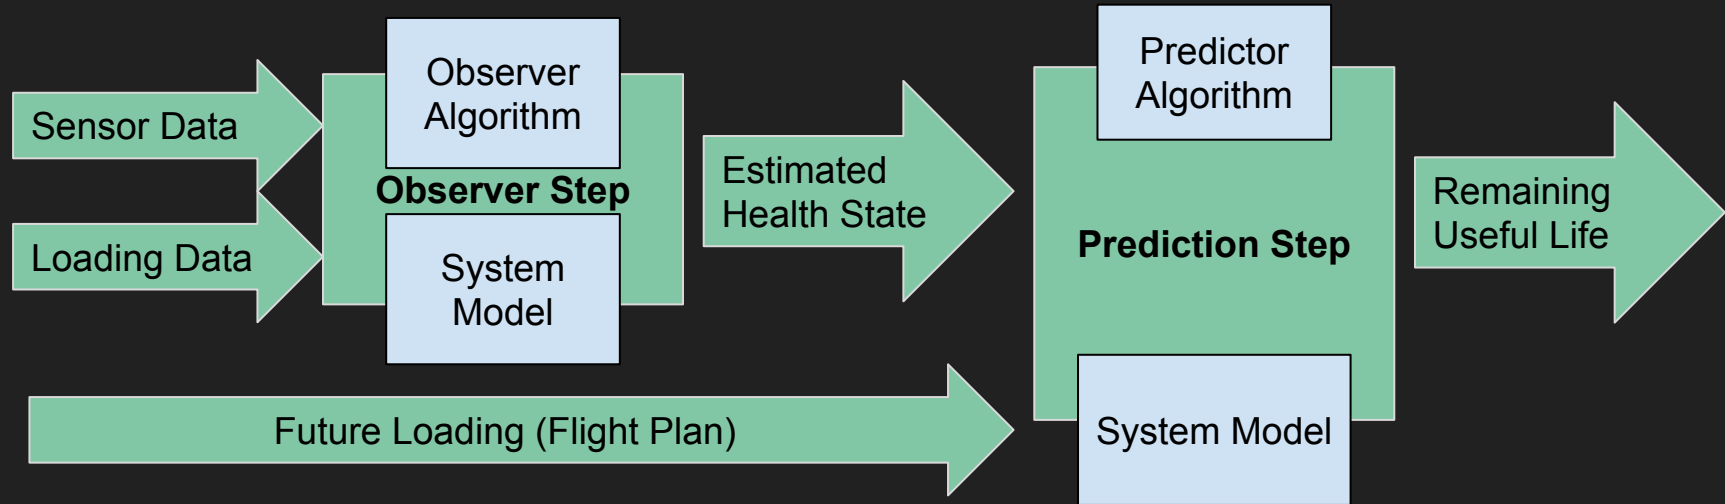 Sensor Data
Loading Data
Observer
Algorithm
Observer Step
System
Model
Estimated
Health State
Future Loading (Flight Plan)
Predictor
Algorithm
Prediction Step
System Model
Remaining
Useful Life